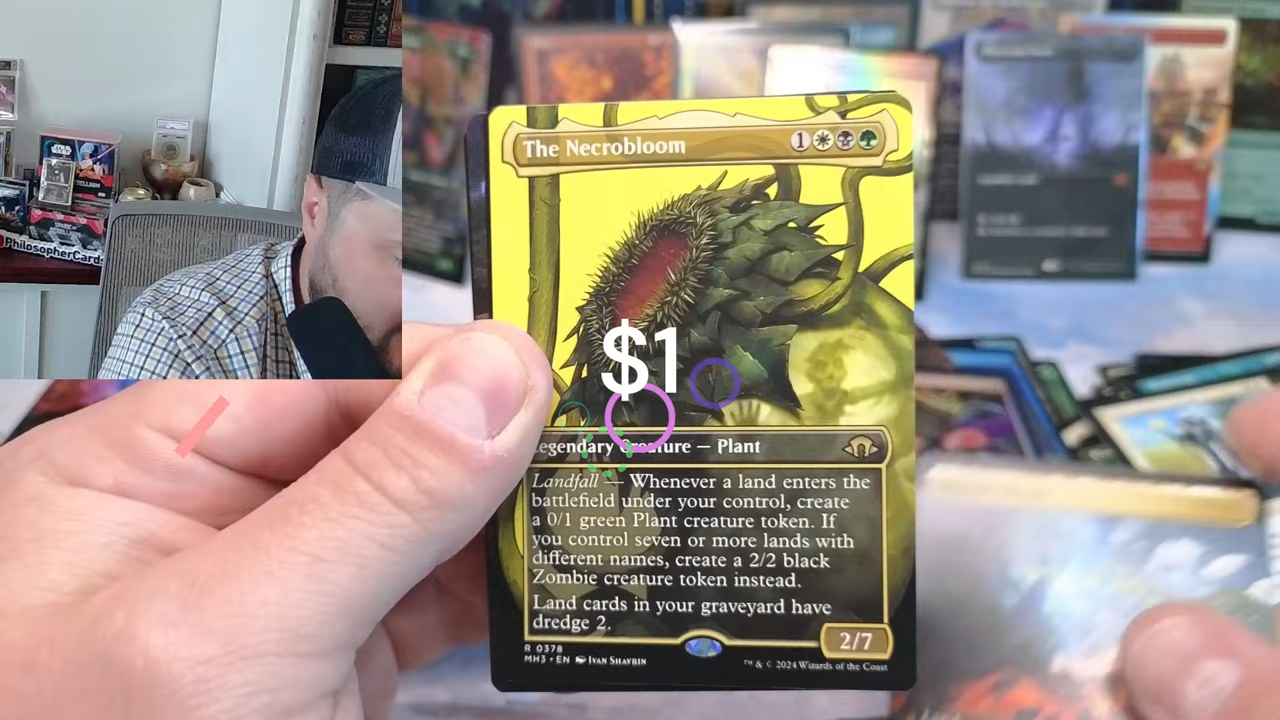 STAR WARS
PhilosopherCards
The Necrobloom
1
$1
Legendary Creature — Plant
Landfall — Whenever a land enters the
battlefield under your control, create
a 0/1 green Plant creature token. If
you control seven or more lands with
different names, create a 2/2 black
Zombie creature token instead.
Land cards in your graveyard have
dredge 2.
2/7
R 0378
MH3 • EN IVAN SHAVRIN
™ & © 2024 Wizards of the Coast